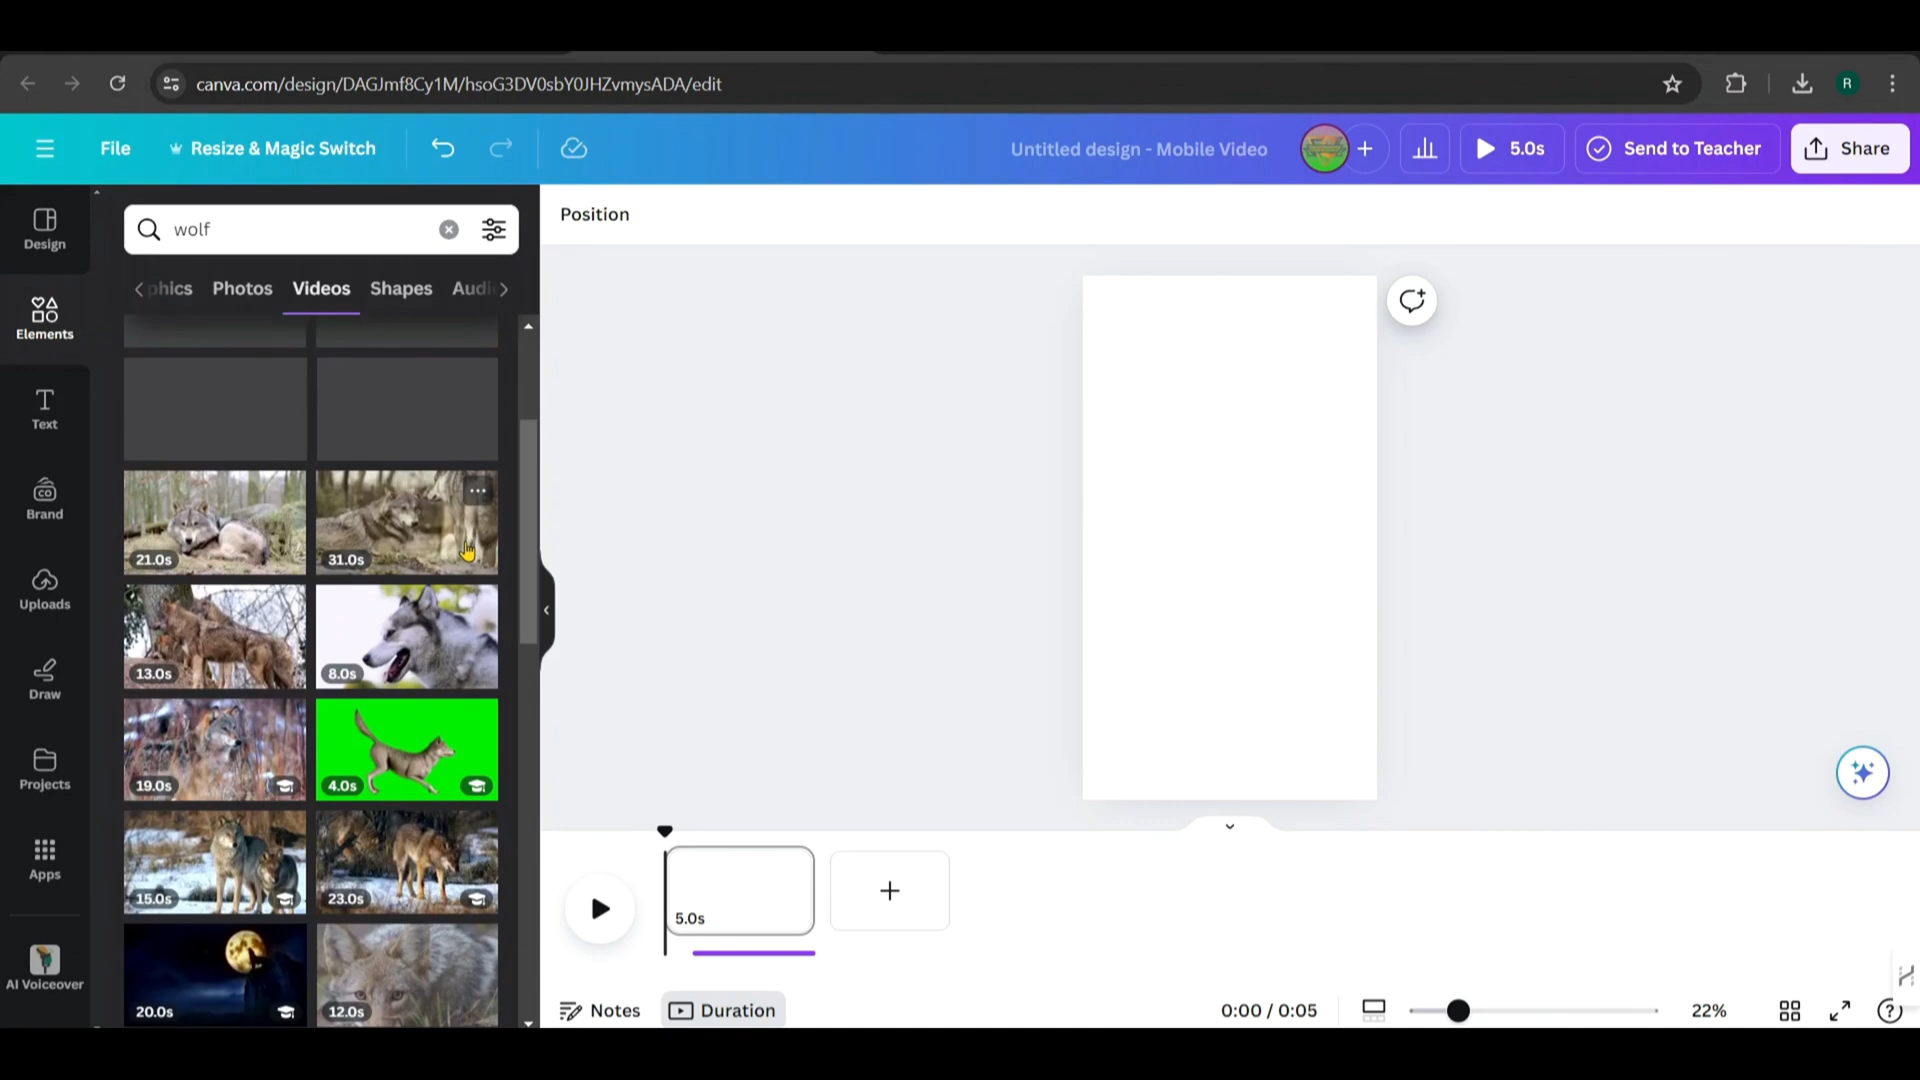 canva.com/design/DAGJmf8Cy1M/hsoG3DV0sbY0JHZvmysADA/edit
R
File
Resize & Magic Switch
Untitled design - Mobile Video
5.0s
Send to Teacher
Share
Design
Elements
Text
Brand
Uploads
Draw
Projects
Apps
AI Voiceover
wolf
phics Photos Videos Shapes Audi
21.0s 31.0s
13.0s 8.0s
19.0s 4.0s
15.0s 23.0s
20.0s 12.0s
Position
5.0s
Notes Duration 0:00 / 0:05 22%